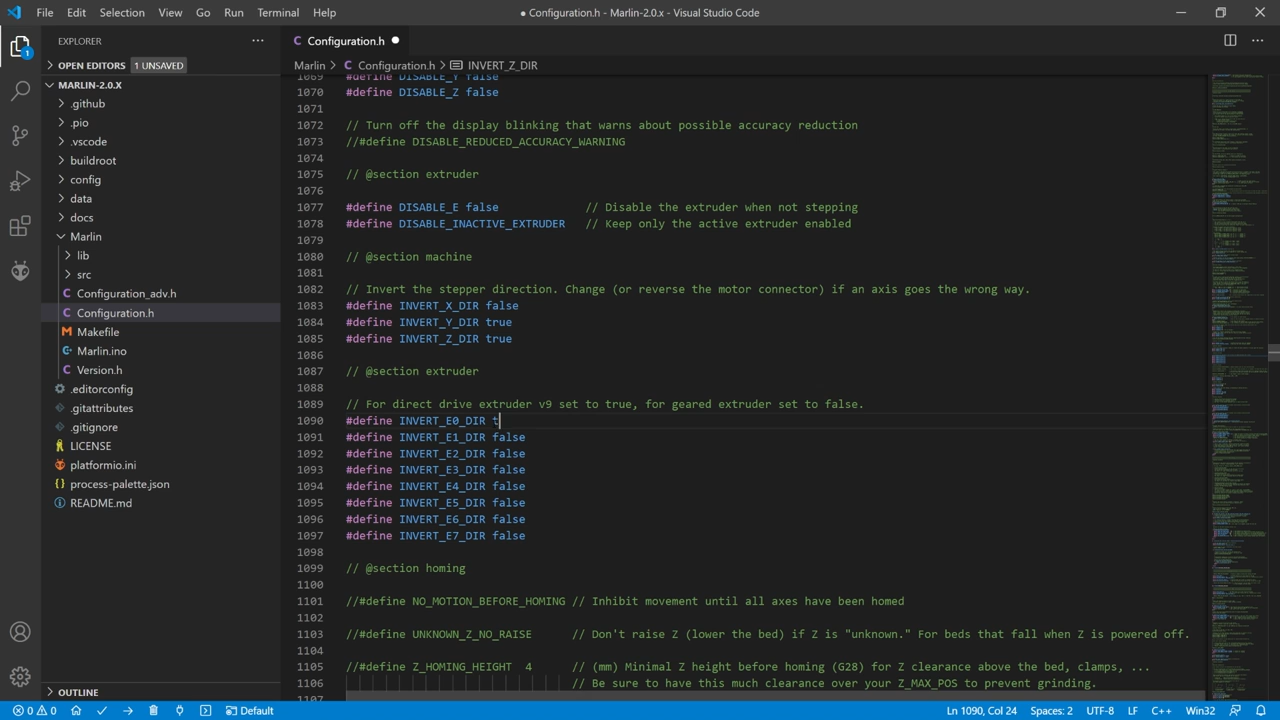 File Edit Selection View Go Run Terminal Help
● Configuration.h - Marlin-2.0.x - Visual Studio Code
EXPLORER
Configuration.h
OPEN EDITORS 1 UNSAVED
Marlin > Configuration.h > INVERT_Z_DIR
MARLIN-2.0.X
.github
.pio
.vscode
buildroot
config
data
docs
Marlin
lib
src
Configuration_adv.h
Configuration.h
Makefile
Marlin.ino
Version.h
.editorconfig
.gitattributes
.gitignore
LICENSE
platformio.ini
process-palette.json
README.md
OUTLINE
1069 #define DISABLE_Y false
1070 #define DISABLE_Z false
1071
1072 // Turn off the display blinking that warns about possible accuracy reduction
1073 //#define DISABLE_REDUCED_ACCURACY_WARNING
1074
1075 // @section extruder
1076
1077 #define DISABLE_E false // Disable the extruder when not stepping
1078 #define DISABLE_INACTIVE_EXTRUDER // Keep only the active extruder enabled
1079
1080 // @section machine
1081
1082 // Invert the stepper direction. Change (or reverse the motor connector) if an axis goes the wrong way.
1083 #define INVERT_X_DIR false
1084 #define INVERT_Y_DIR true
1085 #define INVERT_Z_DIR true
1086
1087 // @section extruder
1088
1089 // For direct drive extruder v9 set to true, for geared extruder set to false.
1090 #define INVERT_E0_DIR t
1091 #define INVERT_E1_DIR false
1092 #define INVERT_E2_DIR false
1093 #define INVERT_E3_DIR false
1094 #define INVERT_E4_DIR false
1095 #define INVERT_E5_DIR false
1096 #define INVERT_E6_DIR false
1097 #define INVERT_E7_DIR false
1098
1099 // @section homing
1100
1101 //#define NO_MOTION_BEFORE_HOMING // Inhibit movement until all axes have been homed
1102
1103 //#define UNKNOWN_Z_NO_RAISE // Don't raise Z (lower the bed) if Z is "unknown." For beds that fall when Z is powered off.
1104
1105 //#define Z_HOMING_HEIGHT 4 // (mm) Minimal Z height before homing (G28) for Z clearance above the bed, clamps, ...
1106 // Be sure to have this much clearance over your Z_MAX_POS to prevent grinding.
1107
0 0 Default Ln 1090, Col 24 Spaces: 2 UTF-8 LF C++ Win32